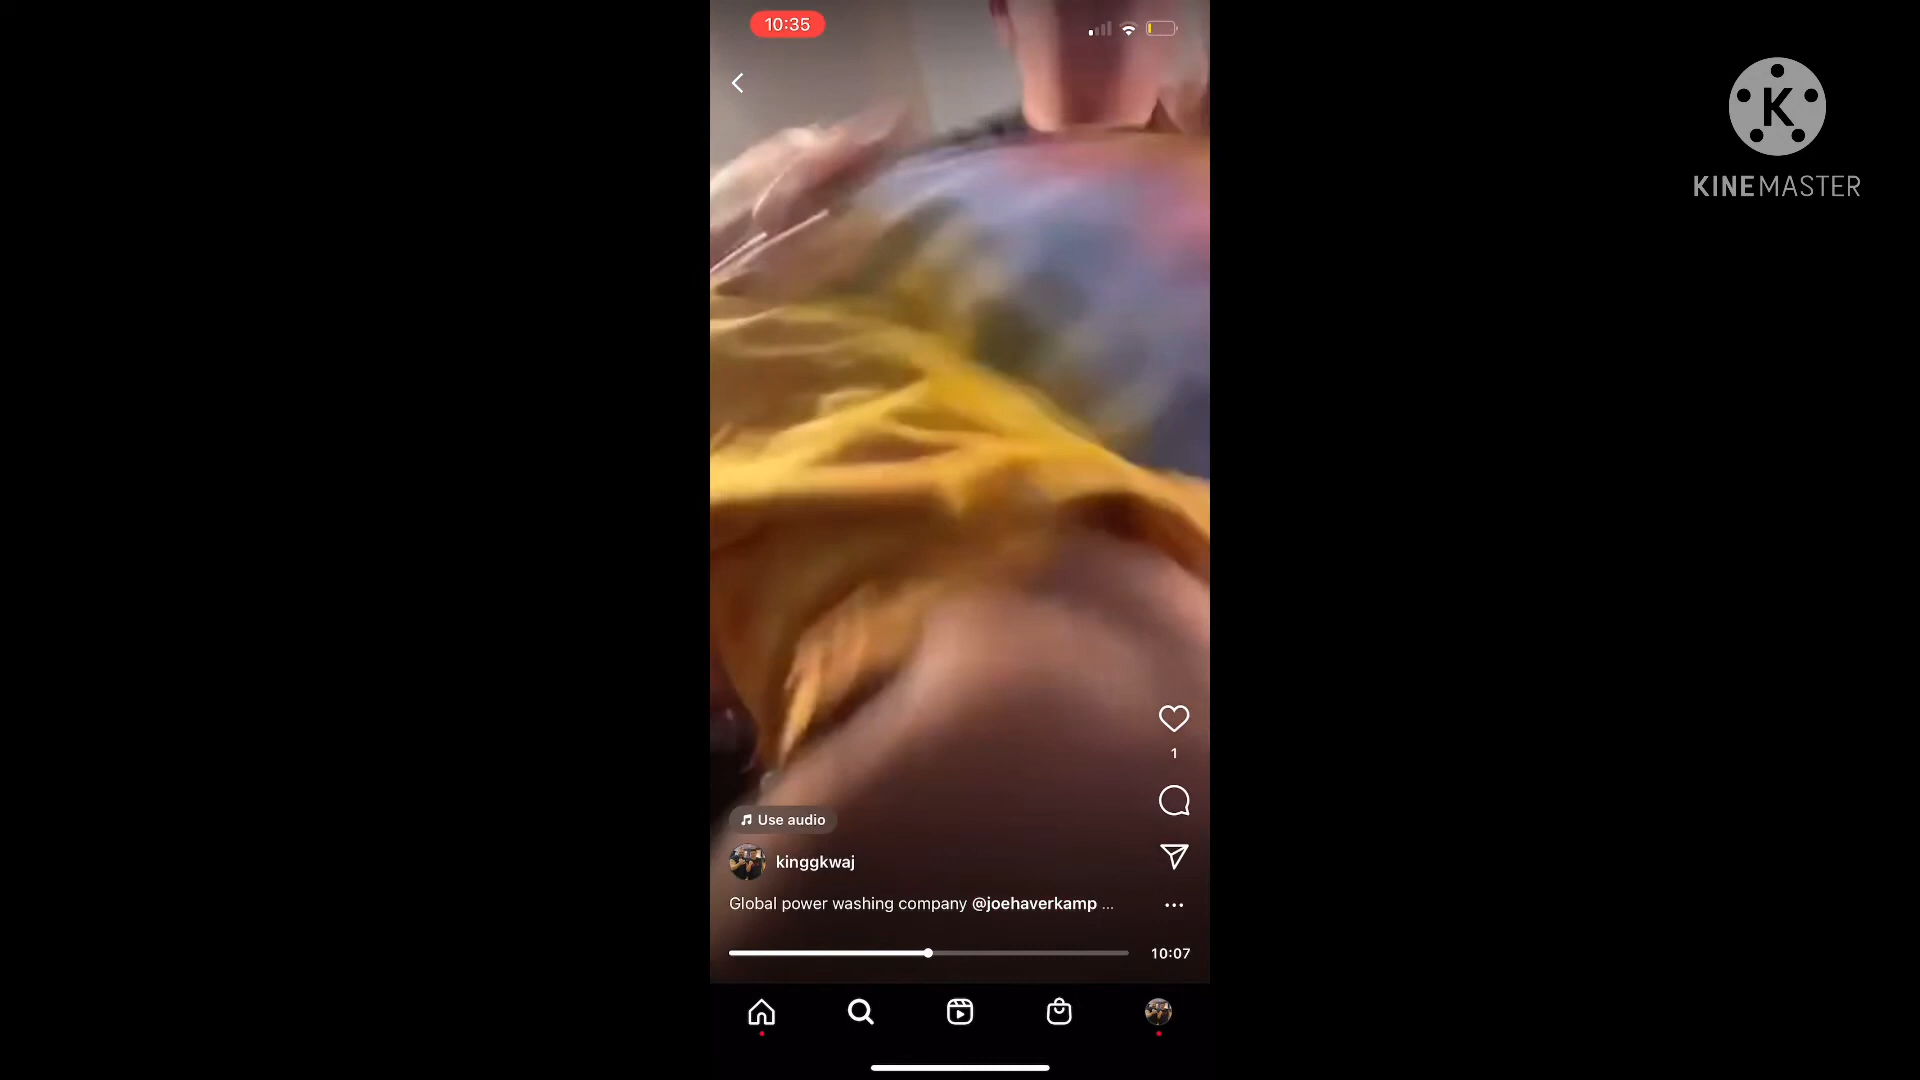 10:35
K
KINEMASTER
1
Use audio
kinggkwaj
Global power washing company @joehaverkamp ...
10:07